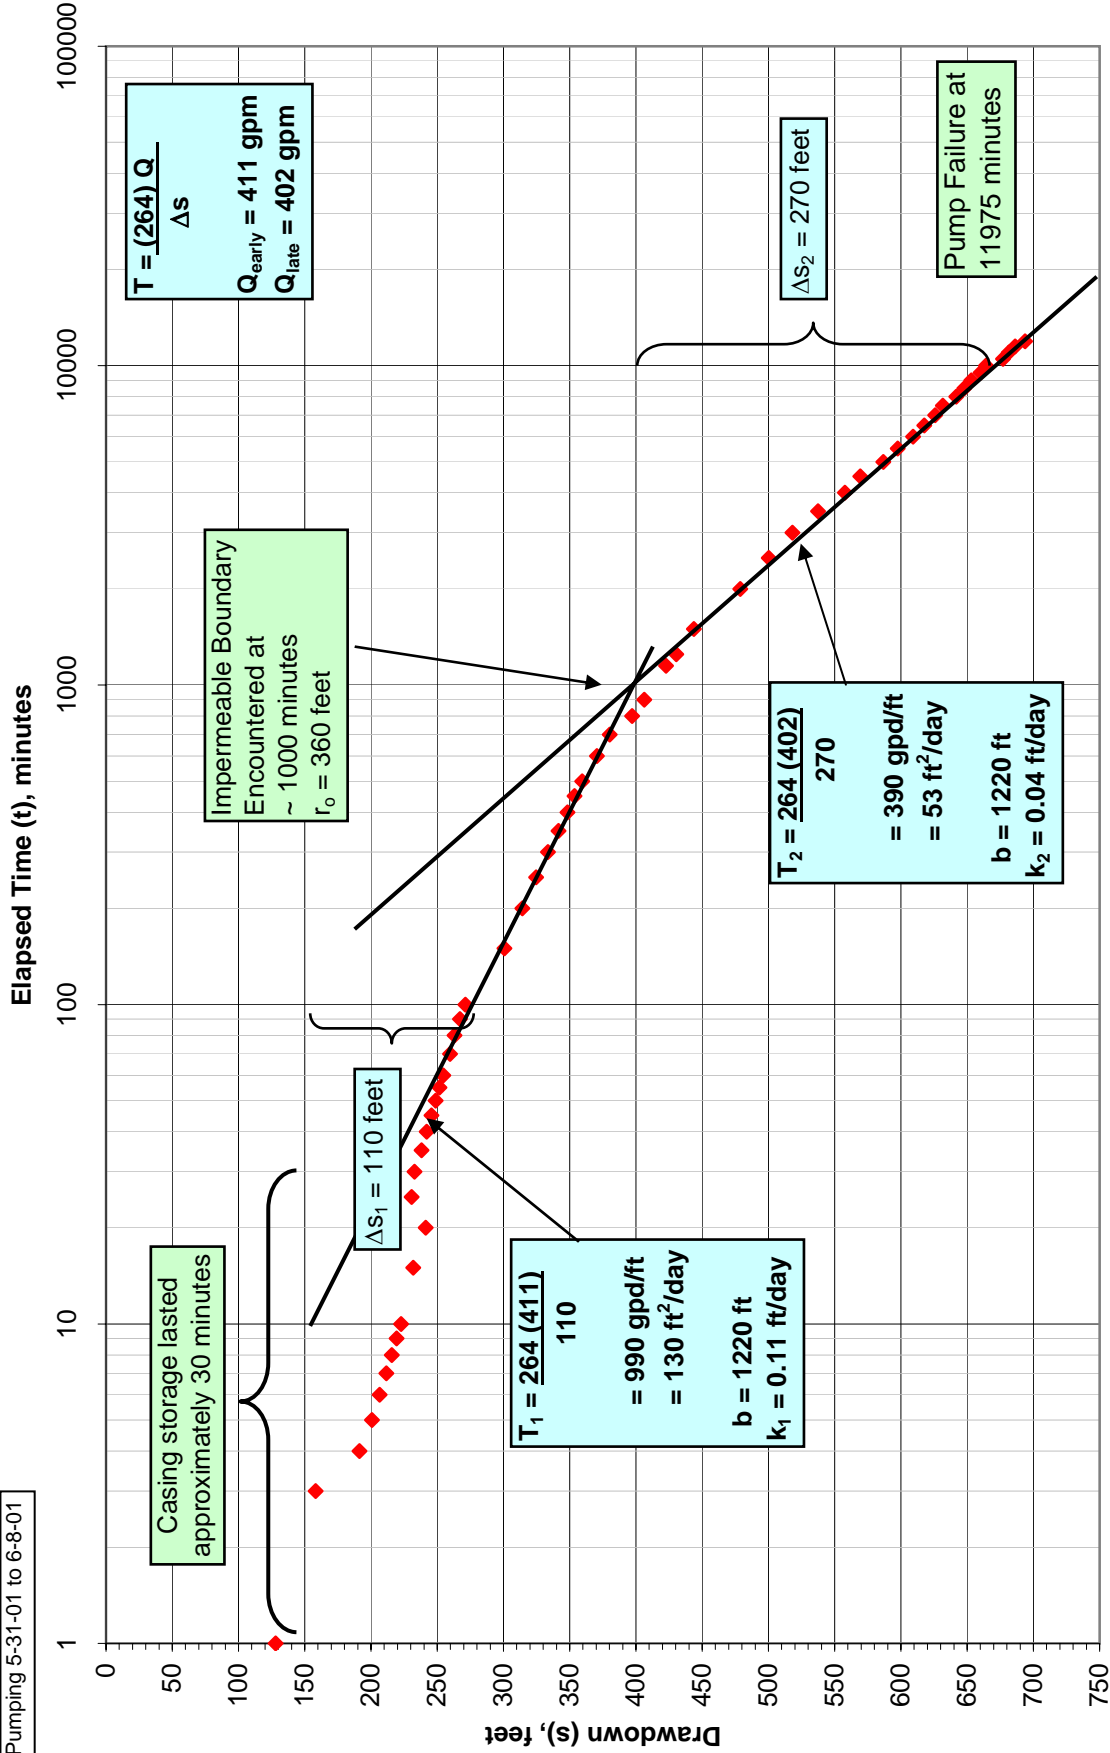 Pumping 5-31-01 to 6-8-01
Elapsed Time (t), minutes
1
10
100
1000
10000
100000
Drawdown (s), feet
0
50
100
150
200
250
300
350
400
450
500
550
600
650
700
750
Casing storage lasted
approximately 30 minutes
Δs1 = 110 feet
Impermeable Boundary
Encountered at
~ 1000 minutes
ro = 360 feet
T = (264) Q
Δs
Qearly = 411 gpm
Qlate = 402 gpm
Δs2 = 270 feet
Pump Failure at
11975 minutes
T1 = 264 (411)
110
= 990 gpd/ft
= 130 ft²/day
b = 1220 ft
k1 = 0.11 ft/day
T2 = 264 (402)
270
= 390 gpd/ft
= 53 ft²/day
b = 1220 ft
k2 = 0.04 ft/day